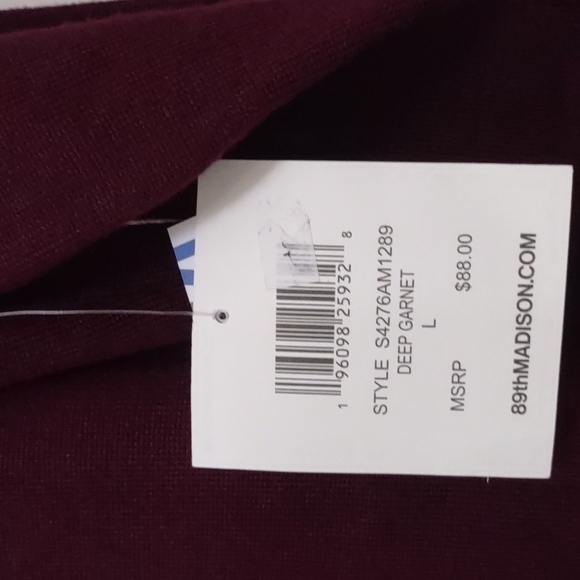 1 96098 25932 8
STYLE S4276AM1289
DEEP GARNET
L
MSRP $88.00
89thMADISON.COM